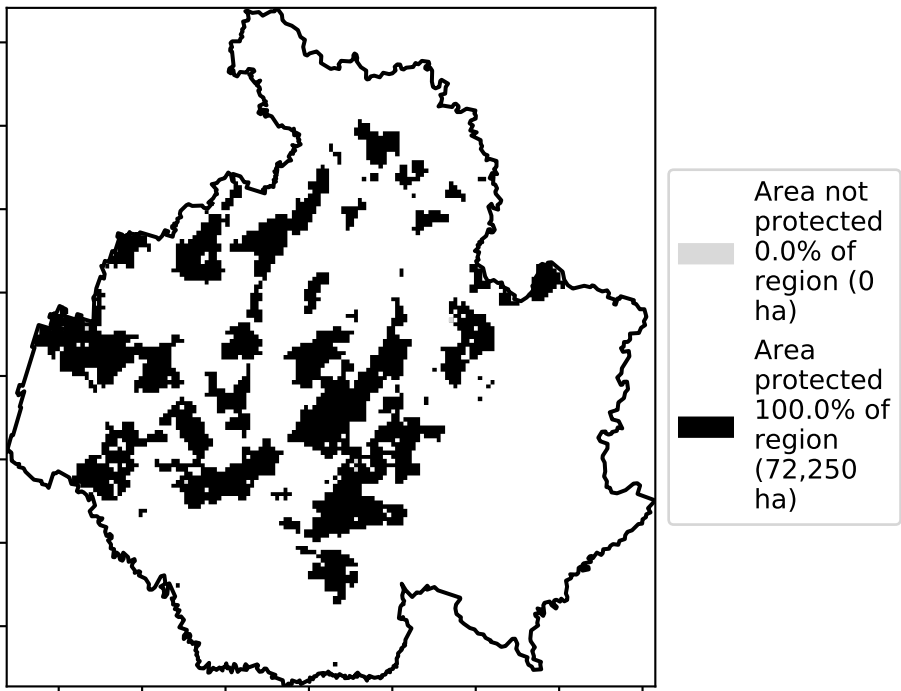 Area not
protected
0.0% of
region (0
ha)
Area
protected
100.0% of
region
(72,250
ha)